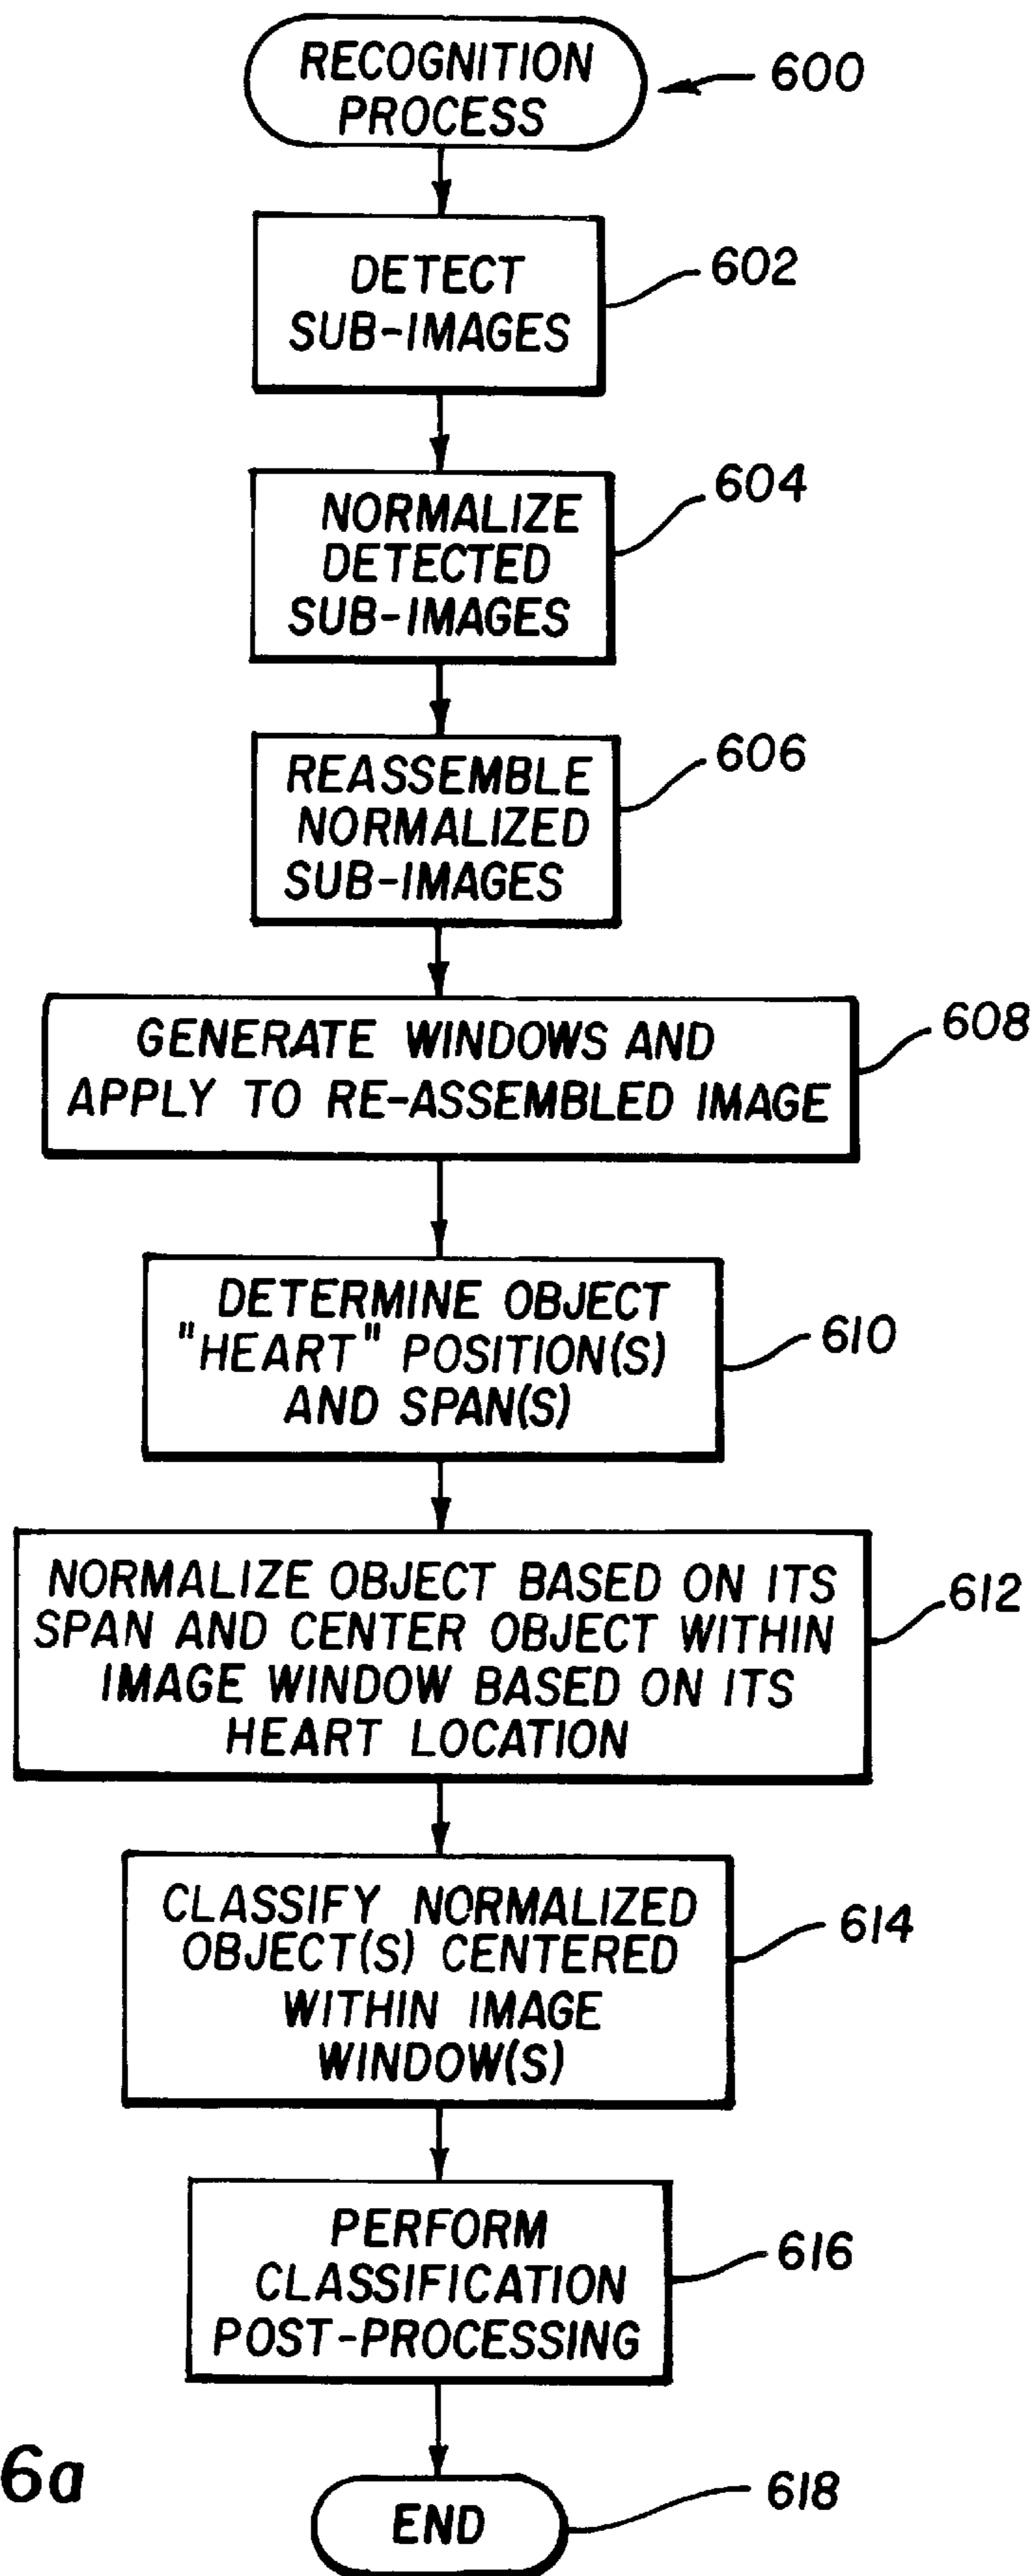 RECOGNITION
PROCESS
600
DETECT
SUB-IMAGES
602
NORMALIZE
DETECTED
SUB-IMAGES
604
REASSEMBLE
NORMALIZED
SUB-IMAGES
606
GENERATE WINDOWS AND
APPLY TO RE-ASSEMBLED IMAGE
608
DETERMINE OBJECT
"HEART" POSITION(S)
AND SPAN(S)
610
NORMALIZE OBJECT BASED ON ITS
SPAN AND CENTER OBJECT WITHIN
IMAGE WINDOW BASED ON ITS
HEART LOCATION
612
CLASSIFY NORMALIZED
OBJECT(S) CENTERED
WITHIN IMAGE
WINDOW(S)
614
PERFORM
CLASSIFICATION
POST-PROCESSING
616
6a
END
618